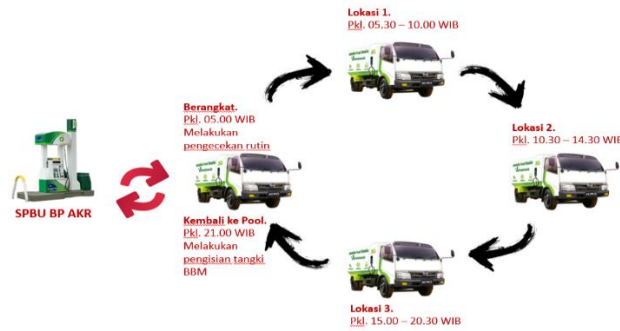 Lokasi 1.
Pkl. 05.30 – 10.00 WIB
Berangkat.
Pkl. 05.00 WIB
Melakukan
pengecekan rutin
Lokasi 2.
Pkl. 10.30 – 14.30 WIB
SPBU BP AKR
Kembali ke Pool.
Pkl. 21.00 WIB
Melakukan
pengisian tangki
BBM
Lokasi 3.
Pkl. 15.00 – 20.30 WIB